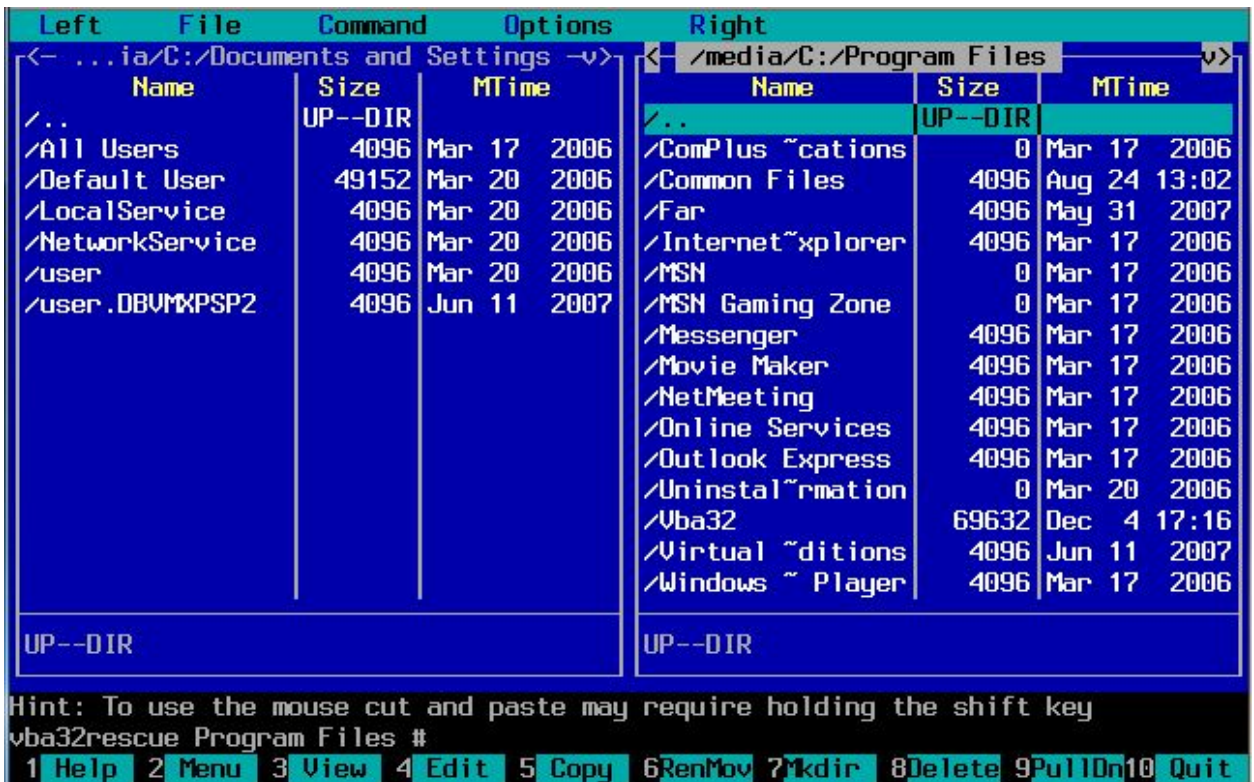 Left File Command Options Right
<— ...ia/C:/Documents and Settings —v> < /media/C:/Program Files v>
Name Size MTime Name Size MTime
/.. UP--DIR /.. UP--DIR
/All Users 4096 Mar 17 2006 /ComPlus ~cations 0 Mar 17 2006
/Default User 49152 Mar 20 2006 /Common Files 4096 Aug 24 13:02
/LocalService 4096 Mar 20 2006 /Far 4096 May 31 2007
/NetworkService 4096 Mar 20 2006 /Internet~xplorer 4096 Mar 17 2006
/user 4096 Mar 20 2006 /MSN 0 Mar 17 2006
/user.DBVMXPSP2 4096 Jun 11 2007 /MSN Gaming Zone 0 Mar 17 2006
/Messenger 4096 Mar 17 2006
/Movie Maker 4096 Mar 17 2006
/NetMeeting 4096 Mar 17 2006
/Online Services 4096 Mar 17 2006
/Outlook Express 4096 Mar 17 2006
/Uninstal~rmation 0 Mar 20 2006
/Vba32 69632 Dec 4 17:16
/Virtual ~ditions 4096 Jun 11 2007
/Windows ~ Player 4096 Mar 17 2006
UP--DIR UP--DIR
Hint: To use the mouse cut and paste may require holding the shift key
vba32rescue Program Files #
1 Help 2 Menu 3 View 4 Edit 5 Copy 6RenMov 7Mkdir 8Delete 9PullDn10 Quit